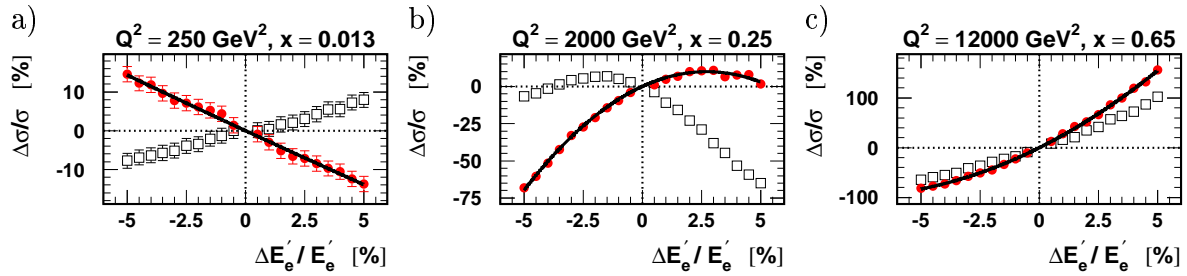 a)
Q² = 250 GeV², x = 0.013
Δσ/σ [%]
10
0
-10
-5 -2.5 0 2.5 5
ΔE′e / E′e [%]
b)
Q² = 2000 GeV², x = 0.25
Δσ/σ [%]
0
-25
-50
-75
-5 -2.5 0 2.5 5
ΔE′e / E′e [%]
c)
Q² = 12000 GeV², x = 0.65
Δσ/σ [%]
100
0
-100
-5 -2.5 0 2.5 5
ΔE′e / E′e [%]